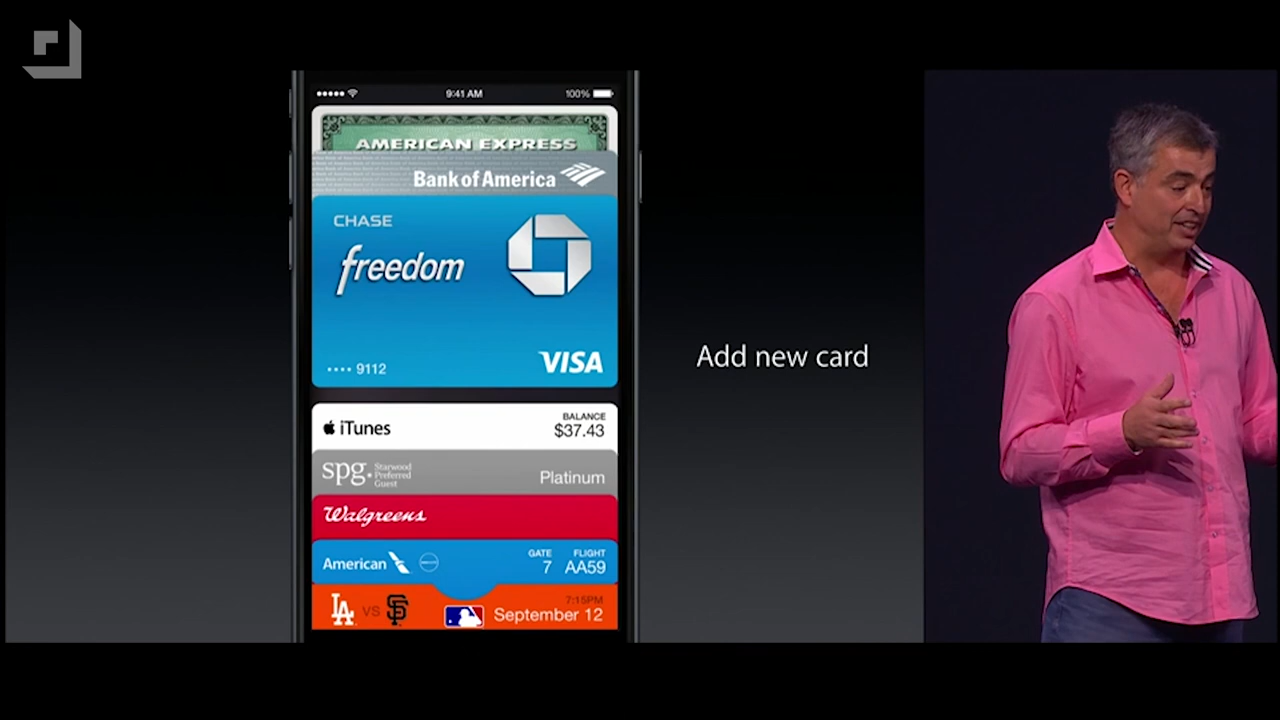 9:41 AM
100%
AMERICAN EXPRESS
Bank of America
CHASE
freedom
•••• 9112
VISA
Add new card
iTunes
BALANCE
$37.43
spg. Starwood
Preferred
Guest
Platinum
Walgreens
American
GATE
7
FLIGHT
AA59
LA VS SF
7:15PM
September 12